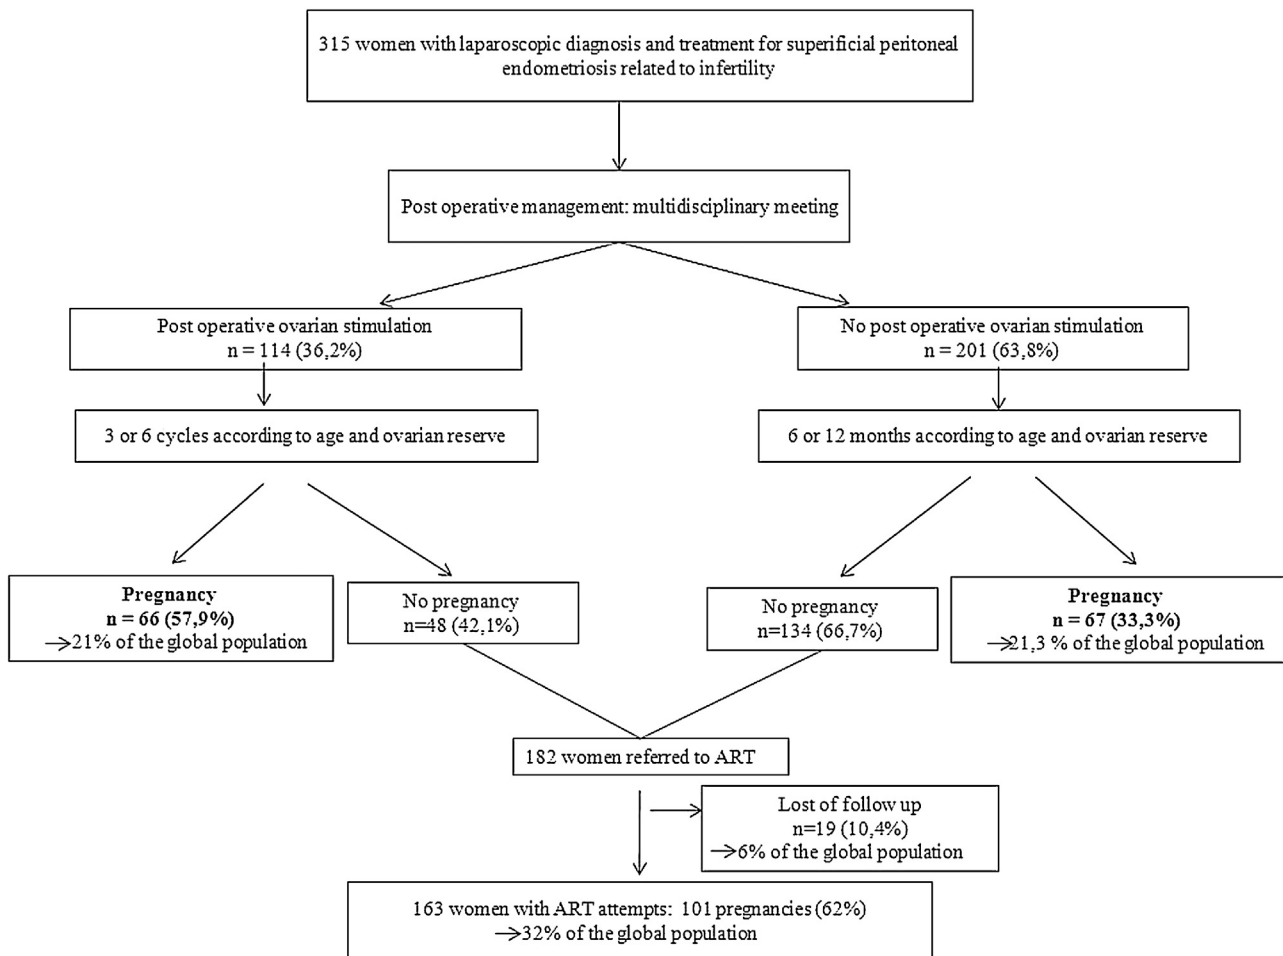 315 women with laparoscopic diagnosis and treatment for superificial peritoneal
endometriosis related to infertility
Post operative management: multidisciplinary meeting
Post operative ovarian stimulation
n = 114 (36,2%)
No post operative ovarian stimulation
n = 201 (63,8%)
3 or 6 cycles according to age and ovarian reserve
6 or 12 months according to age and ovarian reserve
Pregnancy
n = 66 (57,9%)
→21% of the global population
No pregnancy
n=48 (42,1%)
No pregnancy
n=134 (66,7%)
Pregnancy
n = 67 (33,3%)
→21,3 % of the global population
182 women referred to ART
Lost of follow up
n=19 (10,4%)
→6% of the global population
163 women with ART attempts: 101 pregnancies (62%)
→32% of the global population